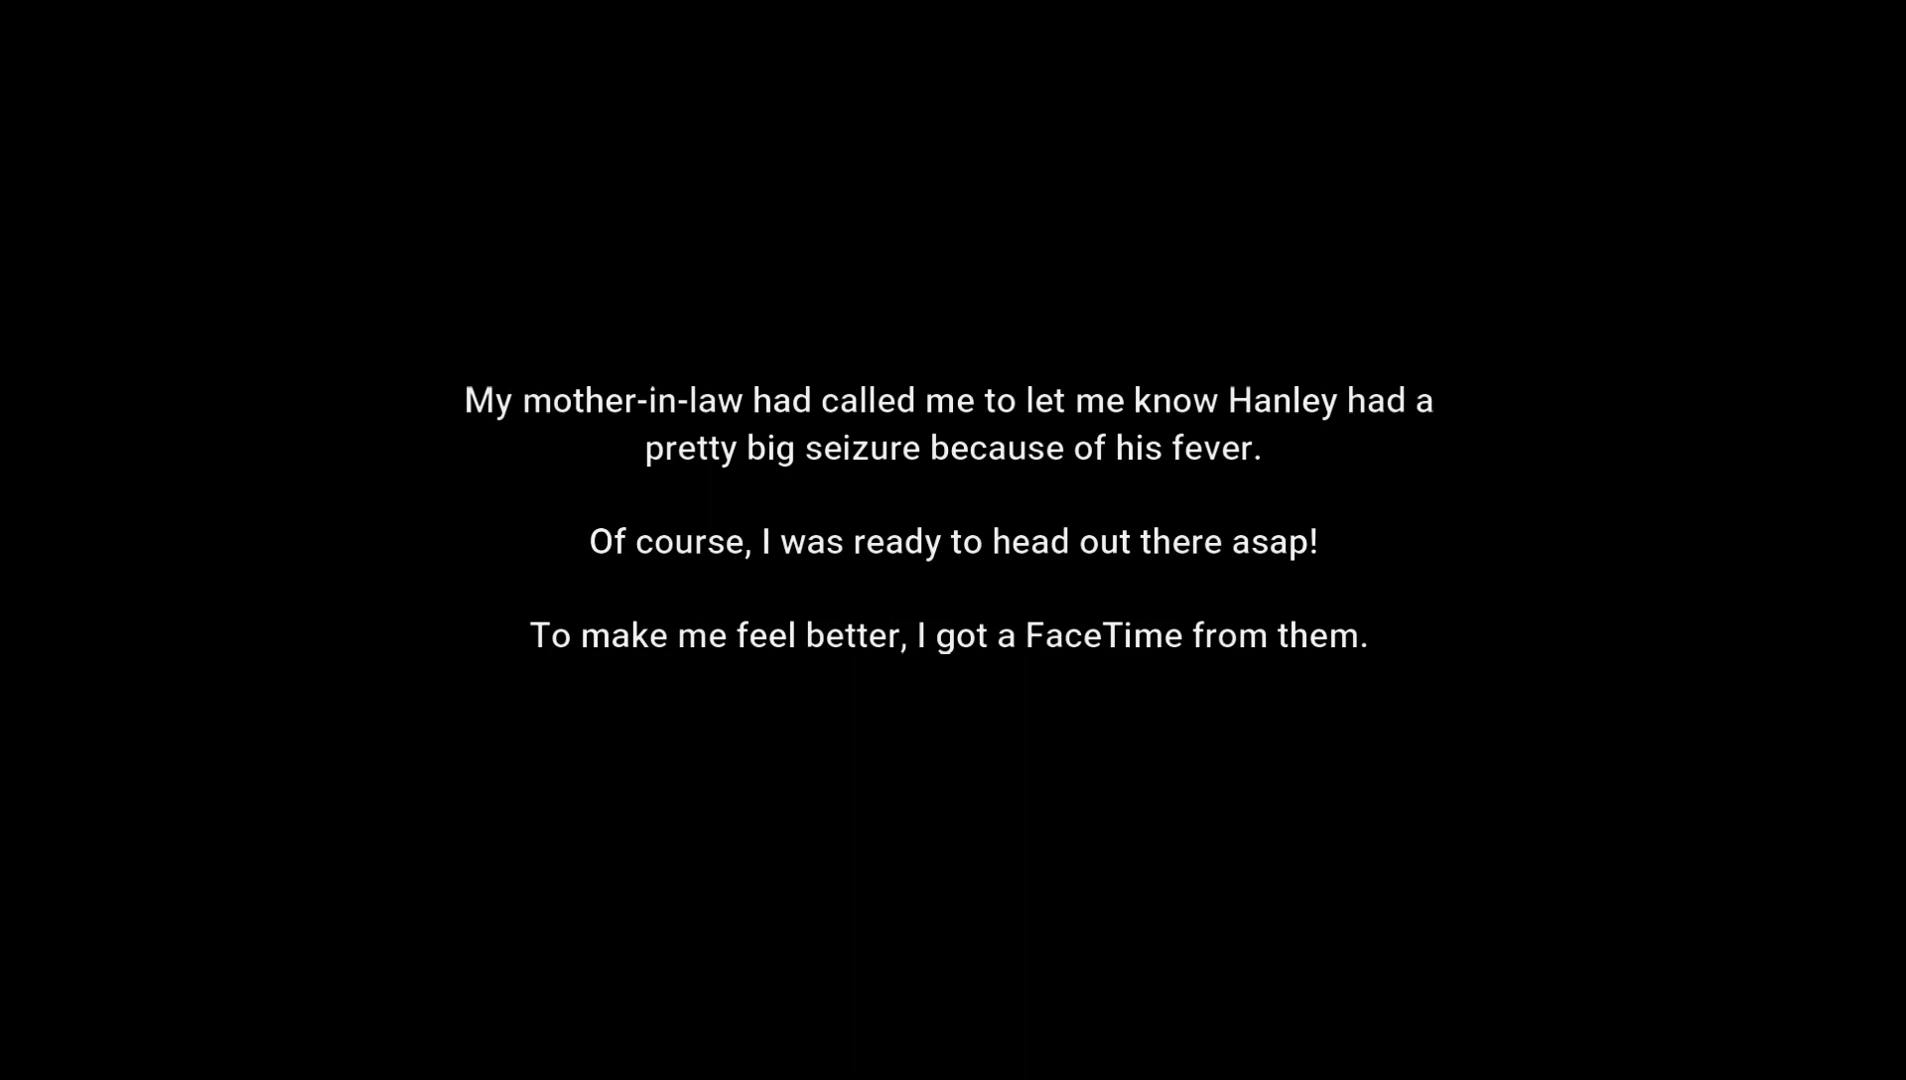 My mother-in-law had called me to let me know Hanley had a
pretty big seizure because of his fever.
Of course, I was ready to head out there asap!
To make me feel better, I got a FaceTime from them.